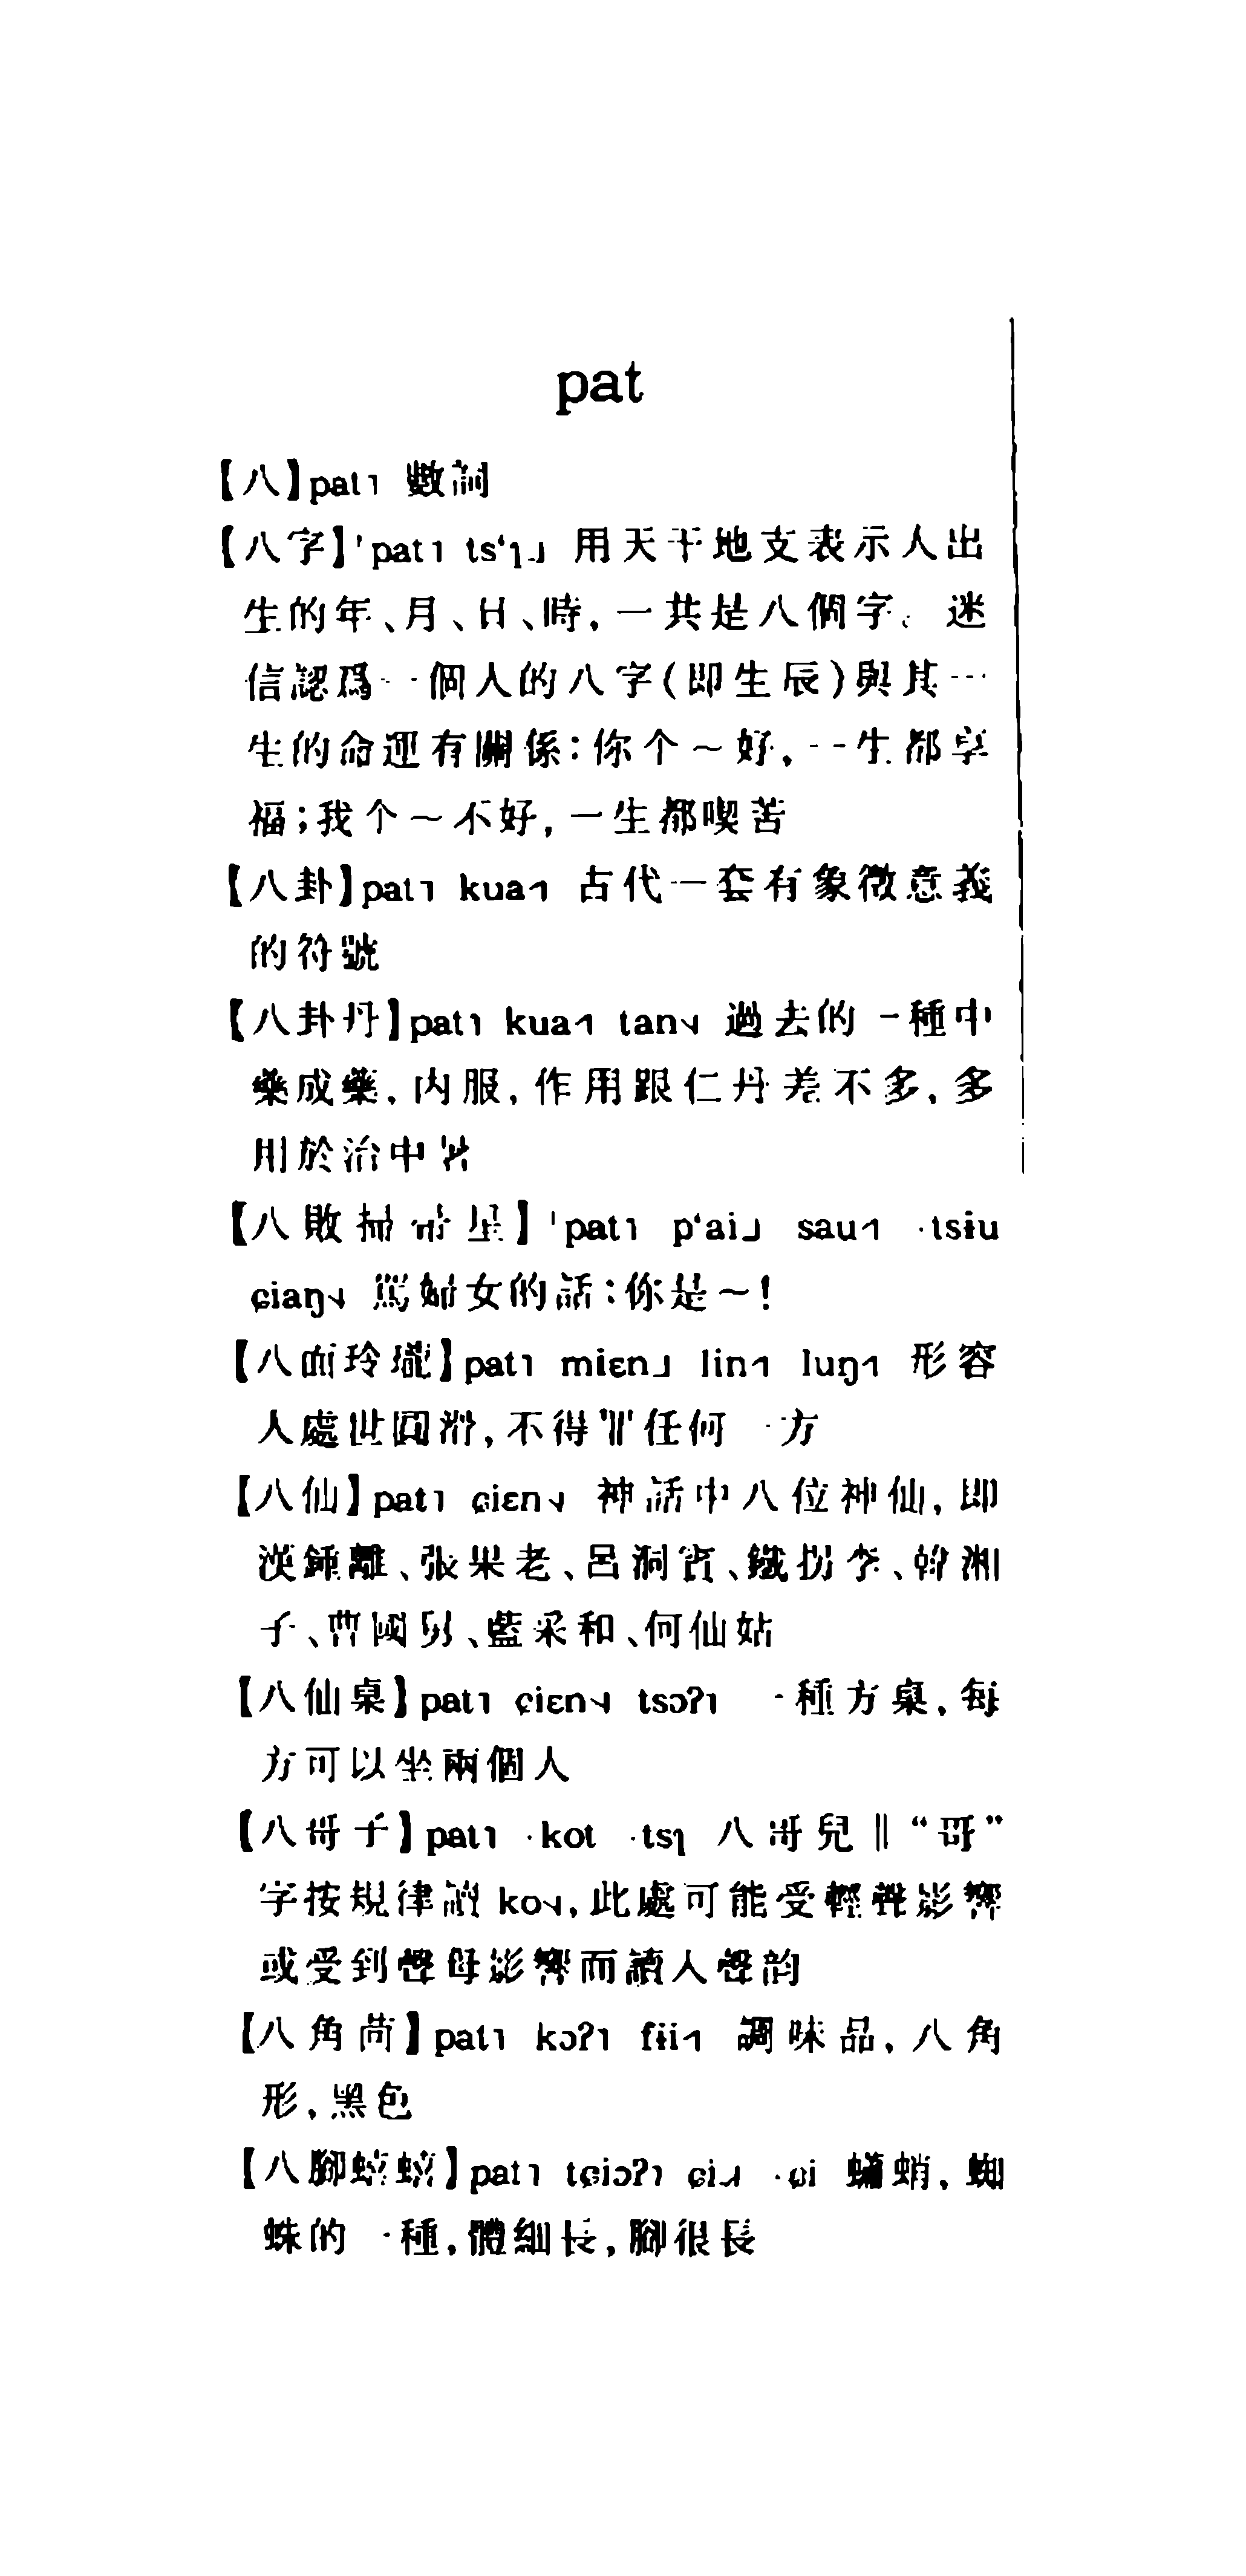 pat
【八】pat˥ 數詞
【八字】'pat˥ ts‘ɿ˩ 用天干地支表示人出
生的年、月、日、時,一共是八個字。迷
信認爲一個人的八字(即生辰)與其一
生的命運有關係:你个～好,一生都享
福;我个～不好,一生都喫苦
【八卦】pat˥ kua˧˥ 古代一套有象徵意義
的符號
【八卦丹】pat˥ kua˧˥ tan˨˦ 過去的一種中
藥成藥,内服,作用跟仁丹差不多,多
用於治中暑
【八敗掃帚星】'pat˥ p‘ai˩ sau˧˥ ·tsɨu
ɕiaŋ˨˦ 駡婦女的話:你是～!
【八面玲瓏】pat˥ miɛn˩ lin˧˥ luŋ˧˥ 形容
人處世圓滑,不得罪任何一方
【八仙】pat˥ ɕiɛn˨˦ 神話中八位神仙,即
漢鍾離、張果老、呂洞賓、鐵拐李、韓湘
子、曹國舅、藍采和、何仙姑
【八仙桌】pat˥ ɕiɛn˨˦ tsɔʔ˥ 一種方桌,每
方可以坐兩個人
【八哥子】pat˥ ·kot ·tsɿ 八哥兒‖“哥”
字按規律讀 ko˨˦,此處可能受輕聲影響
或受到聲母影響而讀入聲韵
【八角茴】pat˥ kɔʔ˥ fɨi˧˥ 調味品,八角
形,黑色
【八腳蟢蟢】pat˥ tɕiɔʔ˥ ɕi˨˩ ·ɕi 蠨蛸,蜘
蛛的一種,體細長,腳很長